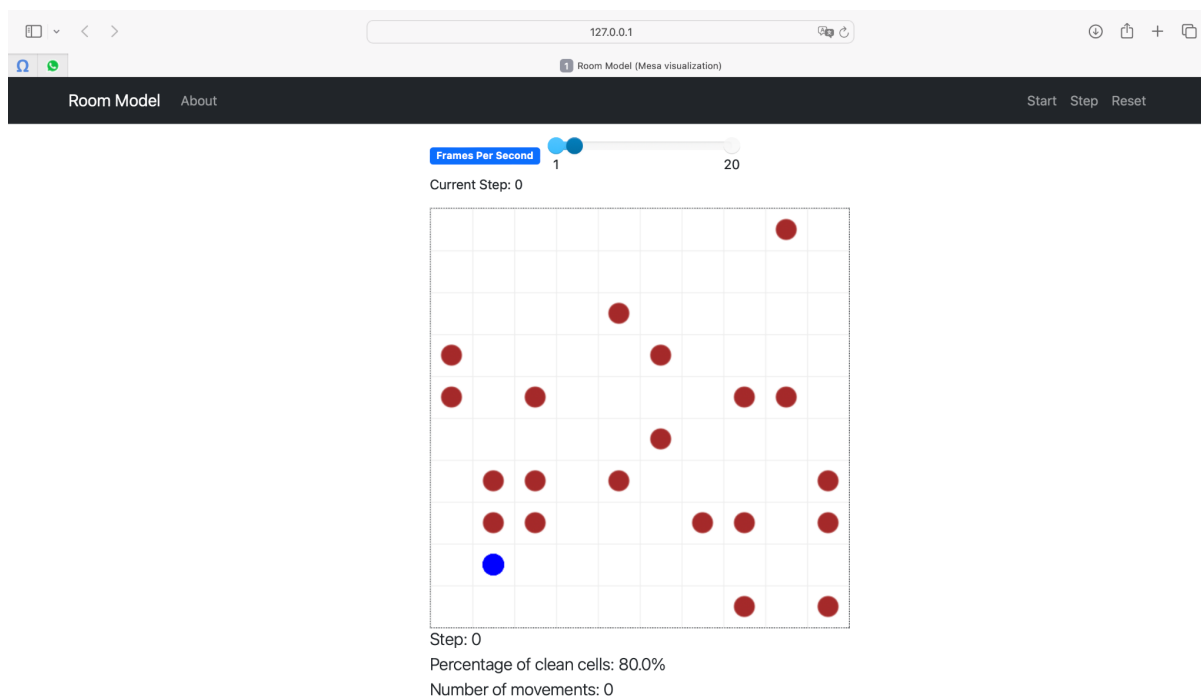 127.0.0.1
Ω
1 Room Model (Mesa visualization)
Room Model About Start Step Reset
Frames Per Second
1 20
Current Step: 0
Step: 0
Percentage of clean cells: 80.0%
Number of movements: 0